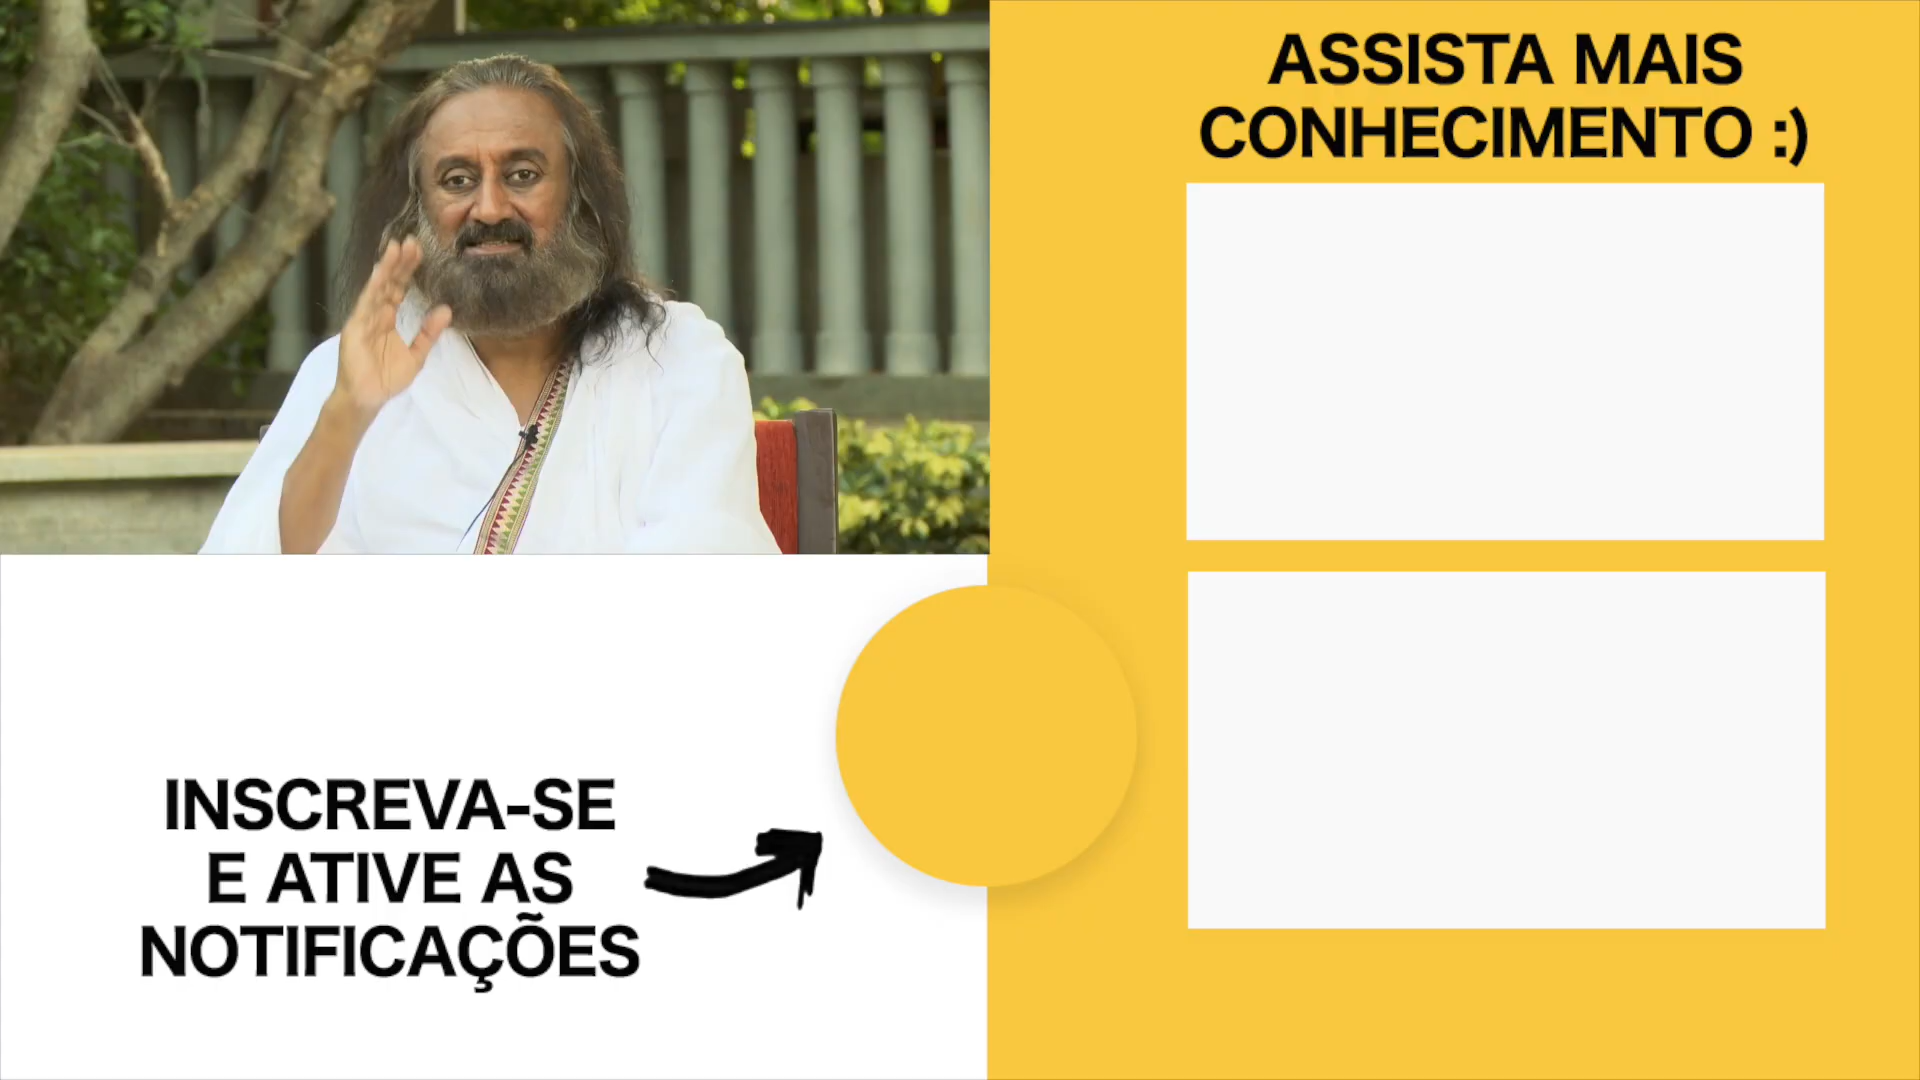 ASSISTA MAIS
CONHECIMENTO :)
INSCREVA-SE
E ATIVE AS
NOTIFICAÇÕES